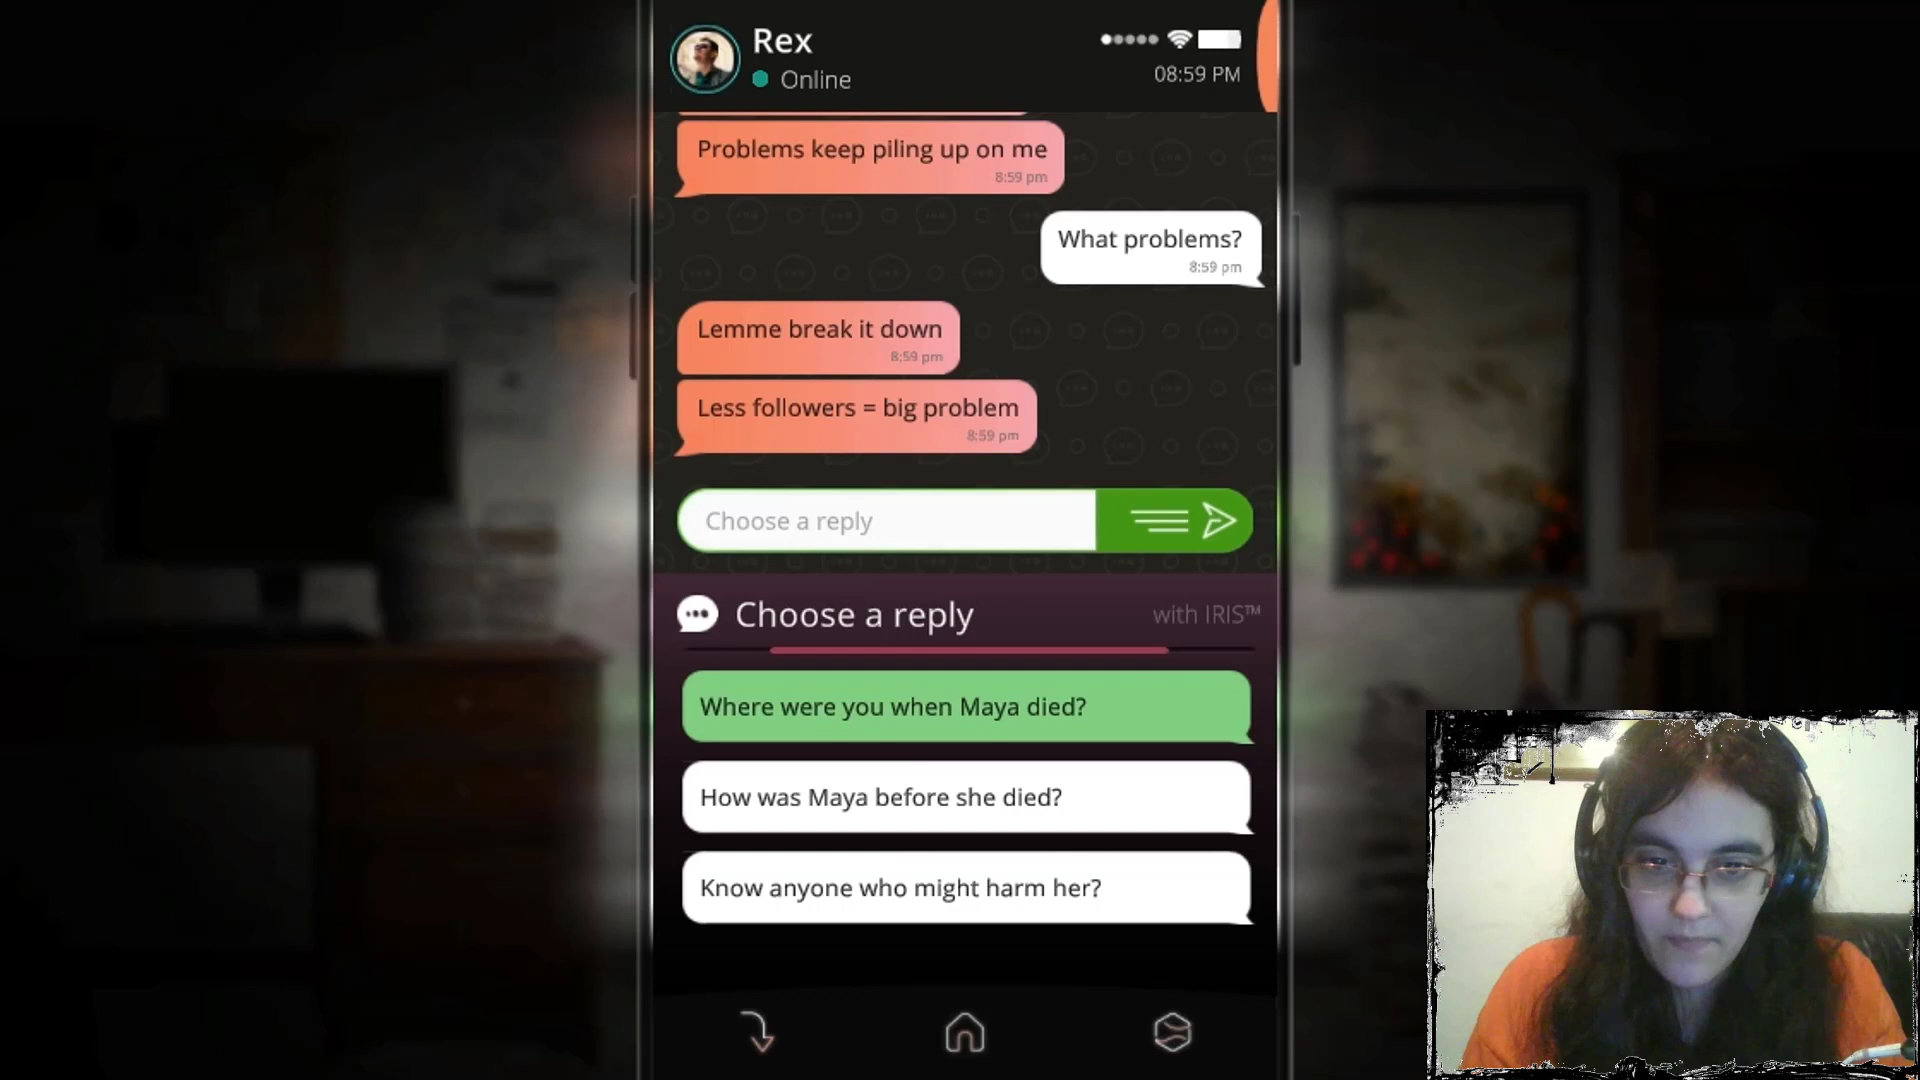 Rex
Online
08:59 PM
Problems keep piling up on me
8:59 pm
What problems?
8:59 pm
Lemme break it down
8:59 pm
Less followers = big problem
8:59 pm
Choose a reply
Choose a reply
with IRIS™
Where were you when Maya died?
How was Maya before she died?
Know anyone who might harm her?